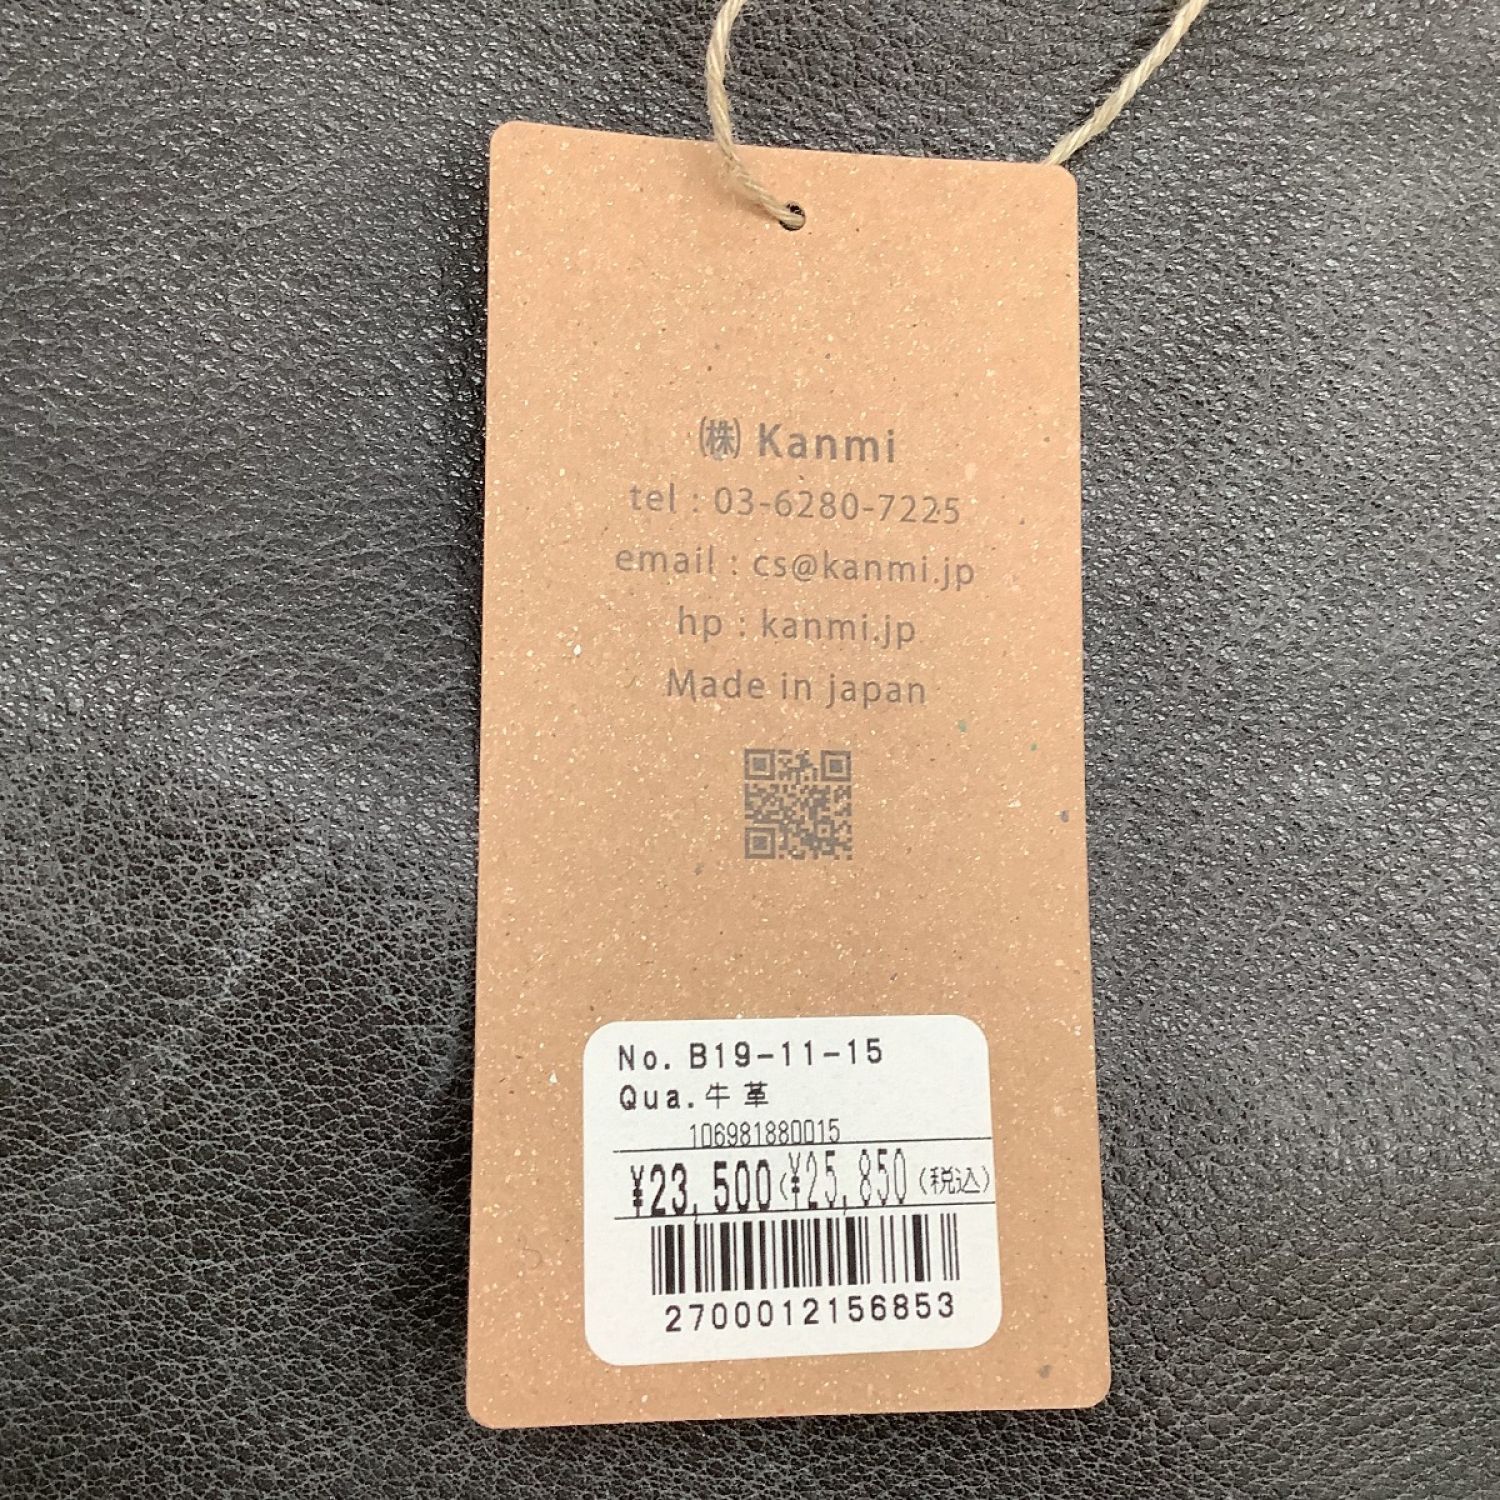 ㈱ Kanmi
tel : 03-6280-7225
email : cs@kanmi.jp
hp : kanmi.jp
Made in japan
No. B19-11-15
Qua. 牛革
106981880015
¥23,500(¥25,850(税込)
2700012156853